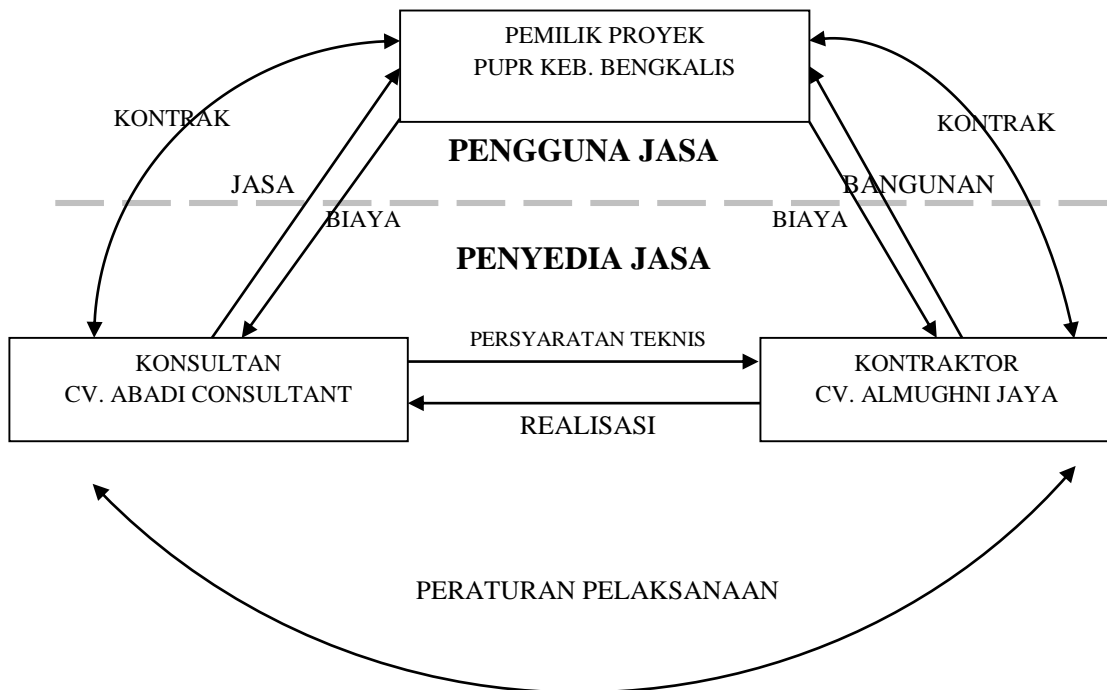 PEMILIK PROYEK
PUPR KEB. BENGKALIS
KONTRAK
KONTRAK
PENGGUNA JASA
JASA
BANGUNAN
BIAYA
BIAYA
PENYEDIA JASA
PERSYARATAN TEKNIS
KONSULTAN
CV. ABADI CONSULTANT
KONTRAKTOR
CV. ALMUGHNI JAYA
REALISASI
PERATURAN PELAKSANAAN